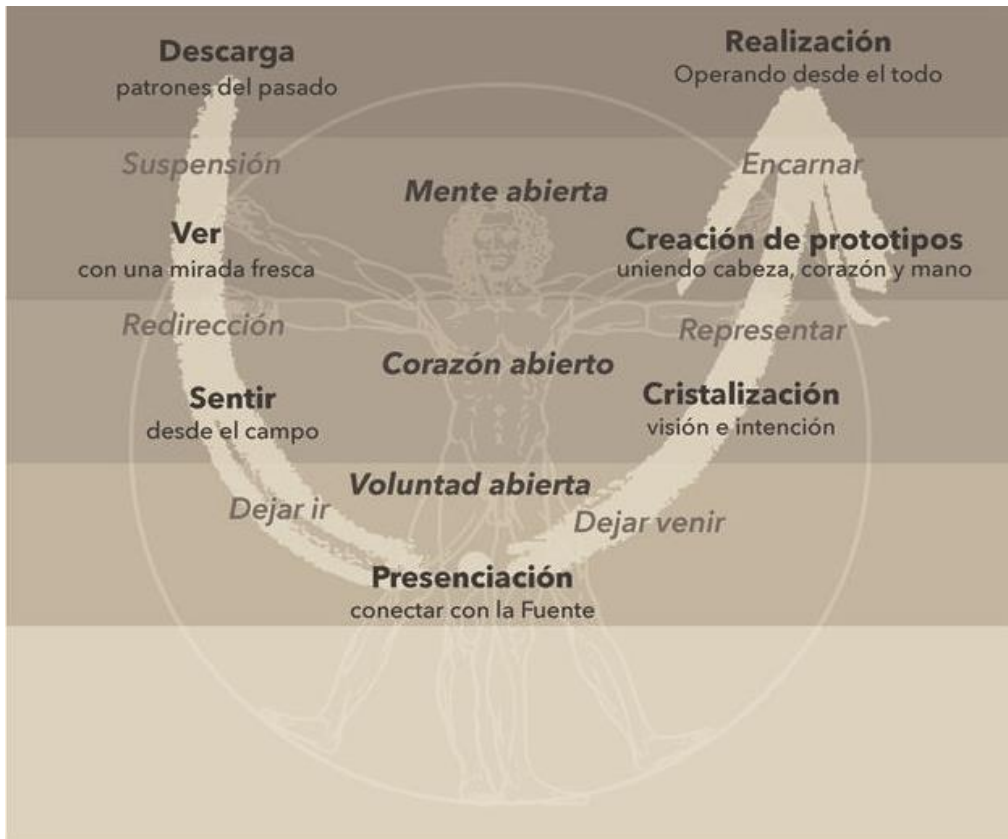 Descarga
patrones del pasado
Realización
Operando desde el todo
Suspensión
Encarnar
Mente abierta
Ver
con una mirada fresca
Creación de prototipos
uniendo cabeza, corazón y mano
Redirección
Representar
Corazón abierto
Sentir
desde el campo
Cristalización
visión e intención
Voluntad abierta
Dejar ir
Dejar venir
Presenciación
conectar con la Fuente